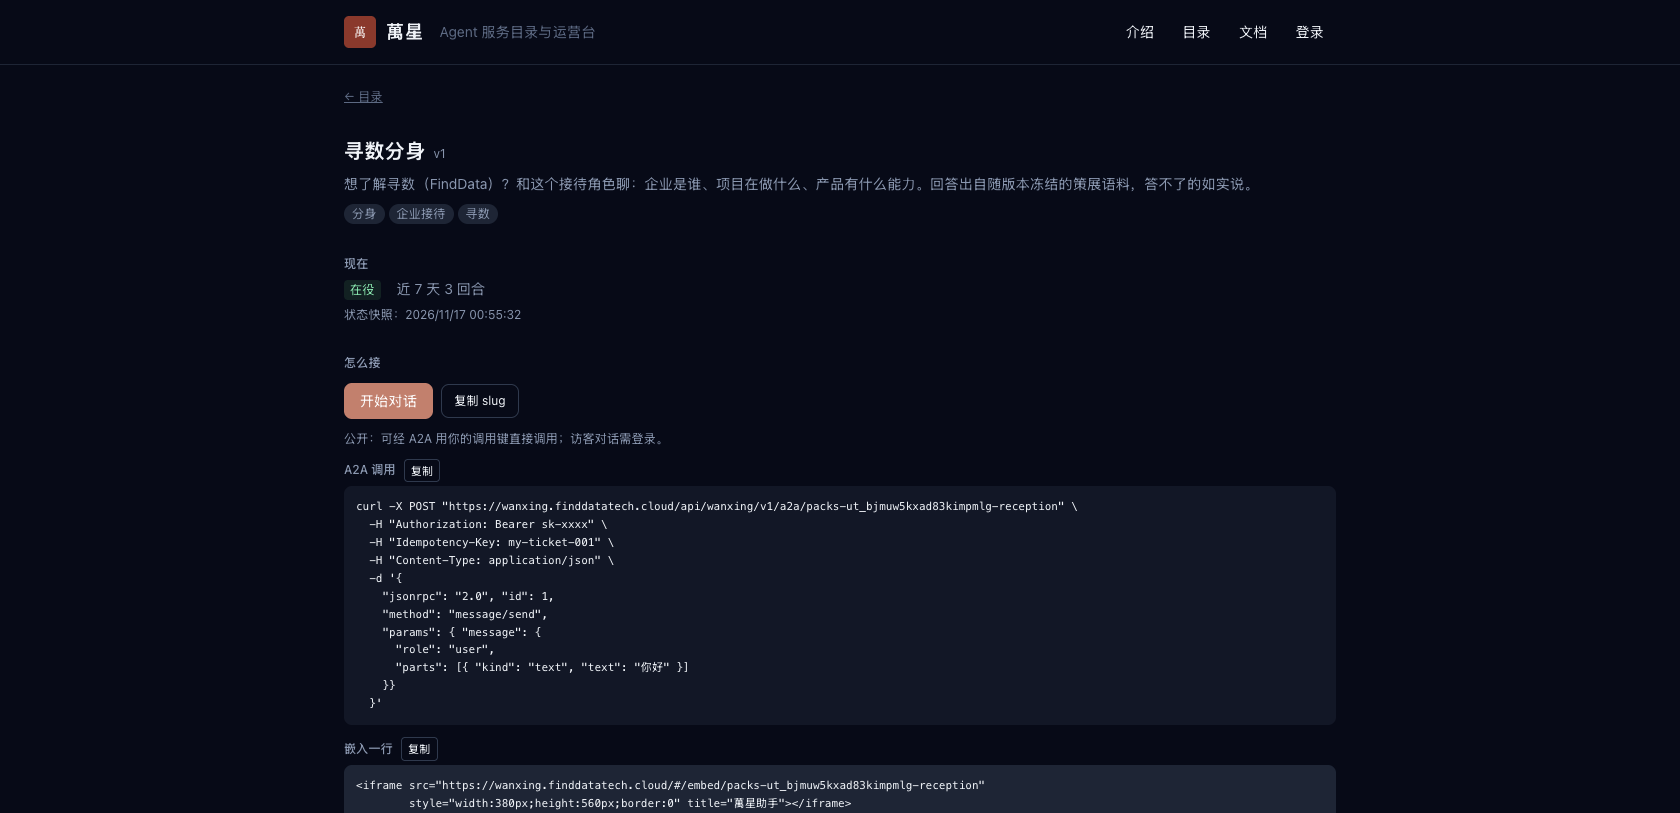 萬 萬星 Agent 服务目录与运营台 介绍 目录 文档 登录
← 目录
寻数分身 v1
想了解寻数（FindData）？和这个接待角色聊：企业是谁、项目在做什么、产品有什么能力。回答出自随版本冻结的策展语料，答不了的如实说。
分身 企业接待 寻数
现在
在役 近 7 天 3 回合
状态快照：2026/11/17 00:55:32
怎么接
开始对话 复制 slug
公开：可经 A2A 用你的调用键直接调用；访客对话需登录。
A2A 调用 复制
curl -X POST "https://wanxing.finddatatech.cloud/api/wanxing/v1/a2a/packs-ut_bjmuw5kxad83kimpmlg-reception" \
-H "Authorization: Bearer sk-xxxx" \
-H "Idempotency-Key: my-ticket-001" \
-H "Content-Type: application/json" \
-d '{
"jsonrpc": "2.0", "id": 1,
"method": "message/send",
"params": { "message": {
"role": "user",
"parts": [{ "kind": "text", "text": "你好" }]
}}
}'
嵌入一行 复制
<iframe src="https://wanxing.finddatatech.cloud/#/embed/packs-ut_bjmuw5kxad83kimpmlg-reception"
style="width:380px;height:560px;border:0" title="萬星助手"></iframe>